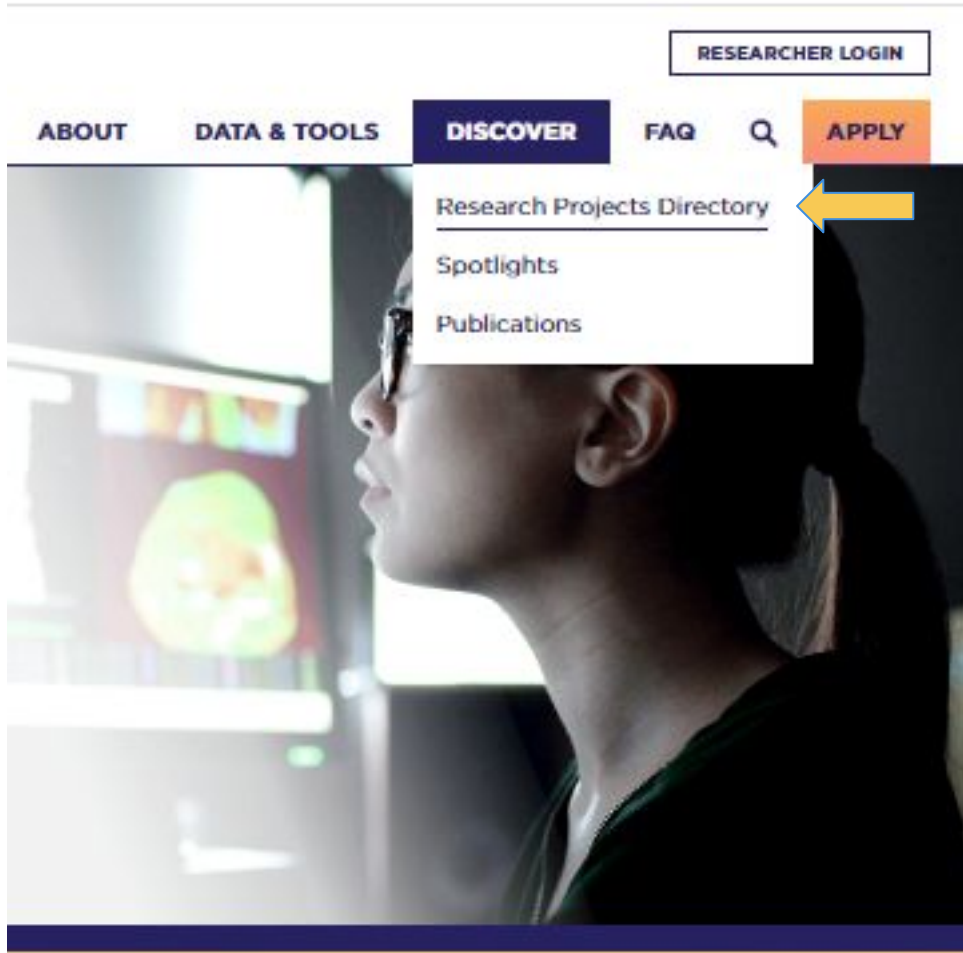 RESEARCHER LOGIN
ABOUT DATA & TOOLS DISCOVER FAQ APPLY
Research Projects Directory
Spotlights
Publications